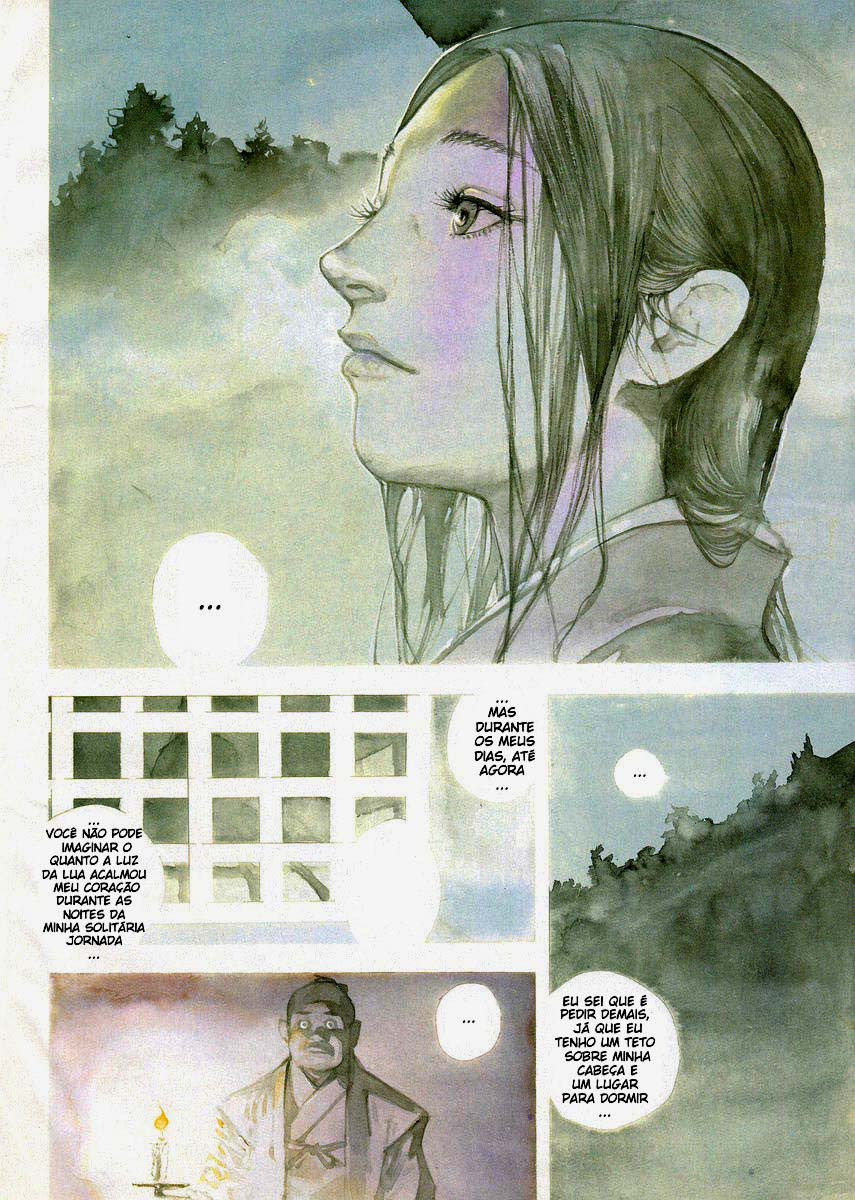 ...
...
MAS
DURANTE
OS MEUS
DIAS, ATÉ
AGORA
...
...
...
VOCÊ NÃO PODE
IMAGINAR O
QUANTO A LUZ
DA LUA ACALMOU
MEU CORAÇÃO
DURANTE AS
NOITES DA
MINHA SOLITÁRIA
JORNADA
...
EU SEI QUE É
PEDIR DEMAIS,
JÁ QUE EU
TENHO UM TETO
SOBRE MINHA
CABEÇA E
UM LUGAR
PARA DORMIR
...
...